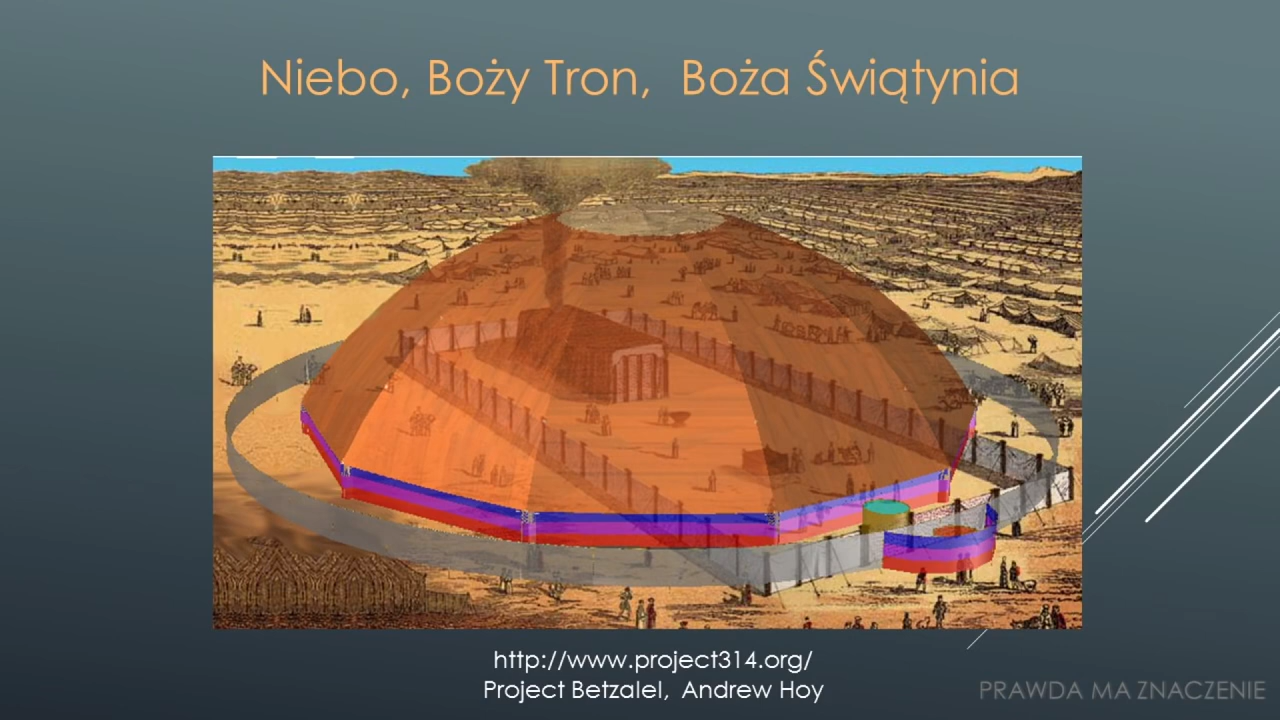 Niebo, Boży Tron,  Boża Świątynia
http://www.project314.org/
Project Betzalel,  Andrew Hoy
PRAWDA MA ZNACZENIE